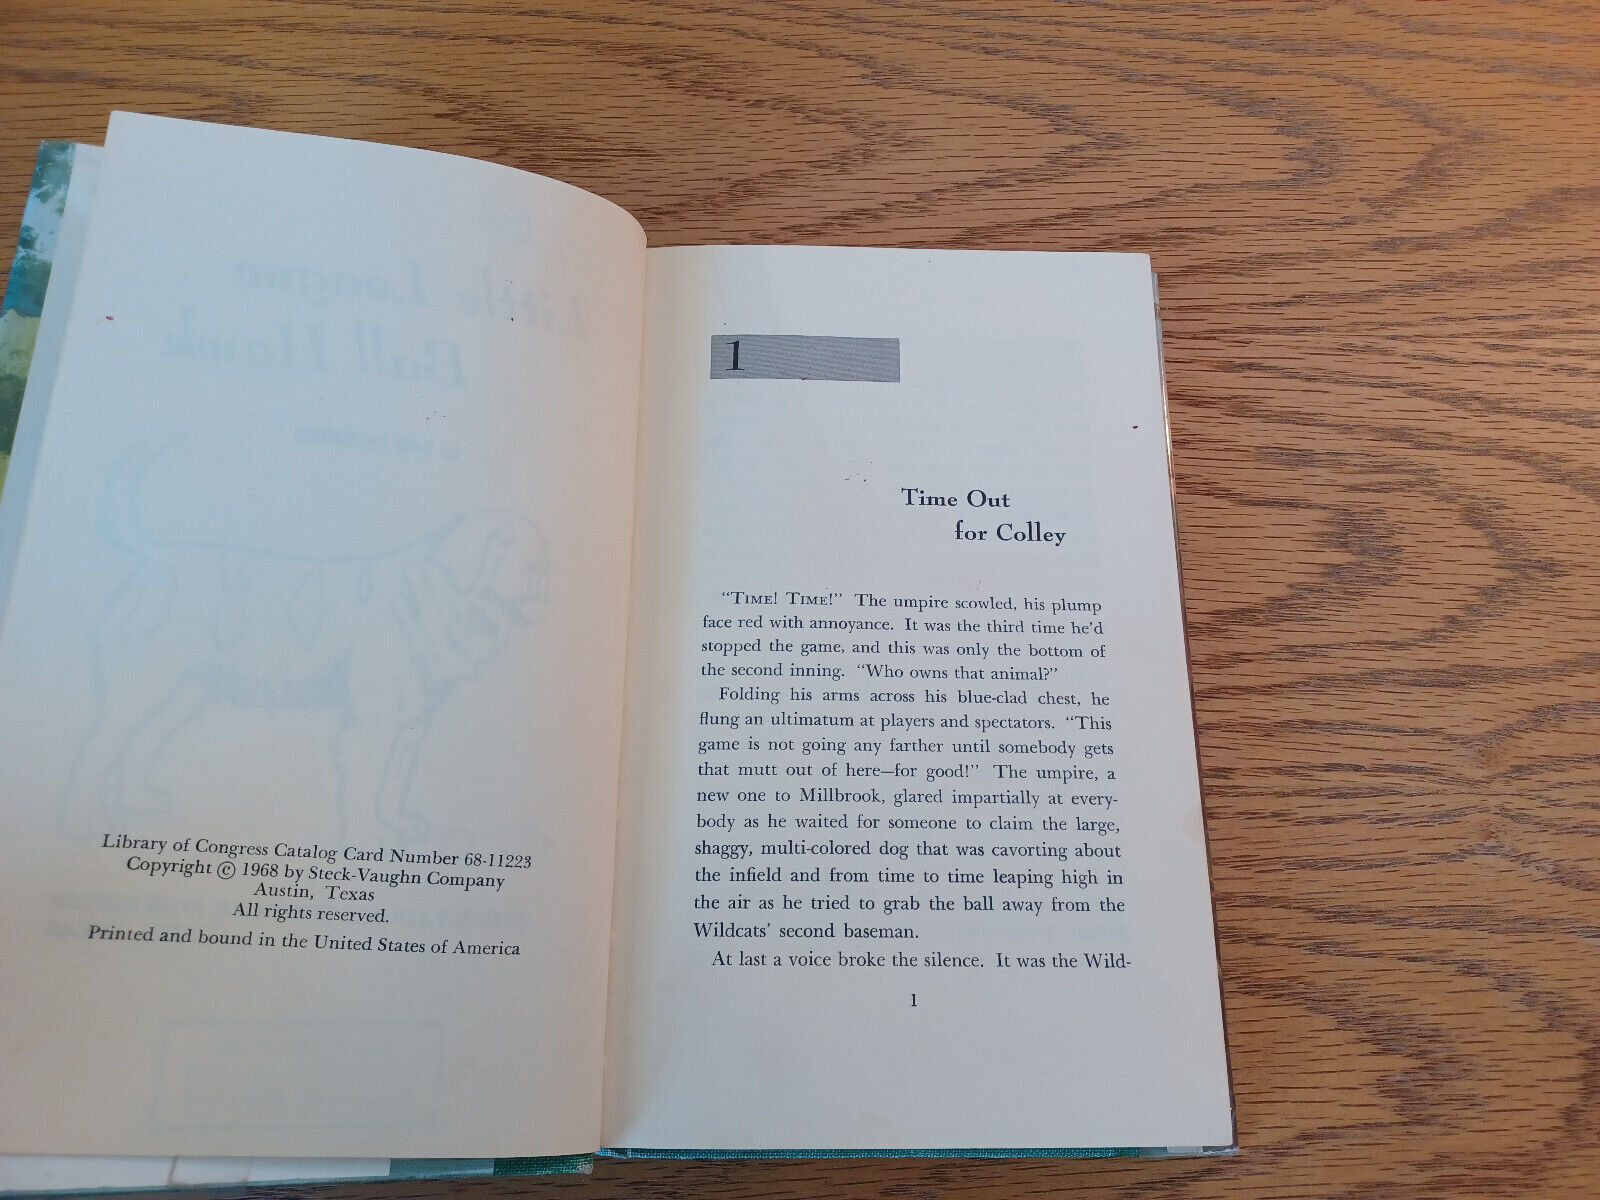 Little League
Ball Hawk
by
Library of Congress Catalog Card Number 68-11223
Copyright © 1968 by Steck-Vaughn Company
Austin, Texas
All rights reserved.
Printed and bound in the United States of America
1
Time Out
for Colley
"TIME! TIME!" The umpire scowled, his plump
face red with annoyance. It was the third time he'd
stopped the game, and this was only the bottom of
the second inning. "Who owns that animal?"
Folding his arms across his blue-clad chest, he
flung an ultimatum at players and spectators. "This
game is not going any farther until somebody gets
that mutt out of here—for good!" The umpire, a
new one to Millbrook, glared impartially at every-
body as he waited for someone to claim the large,
shaggy, multi-colored dog that was cavorting about
the infield and from time to time leaping high in
the air as he tried to grab the ball away from the
Wildcats' second baseman.
At last a voice broke the silence. It was the Wild-
1